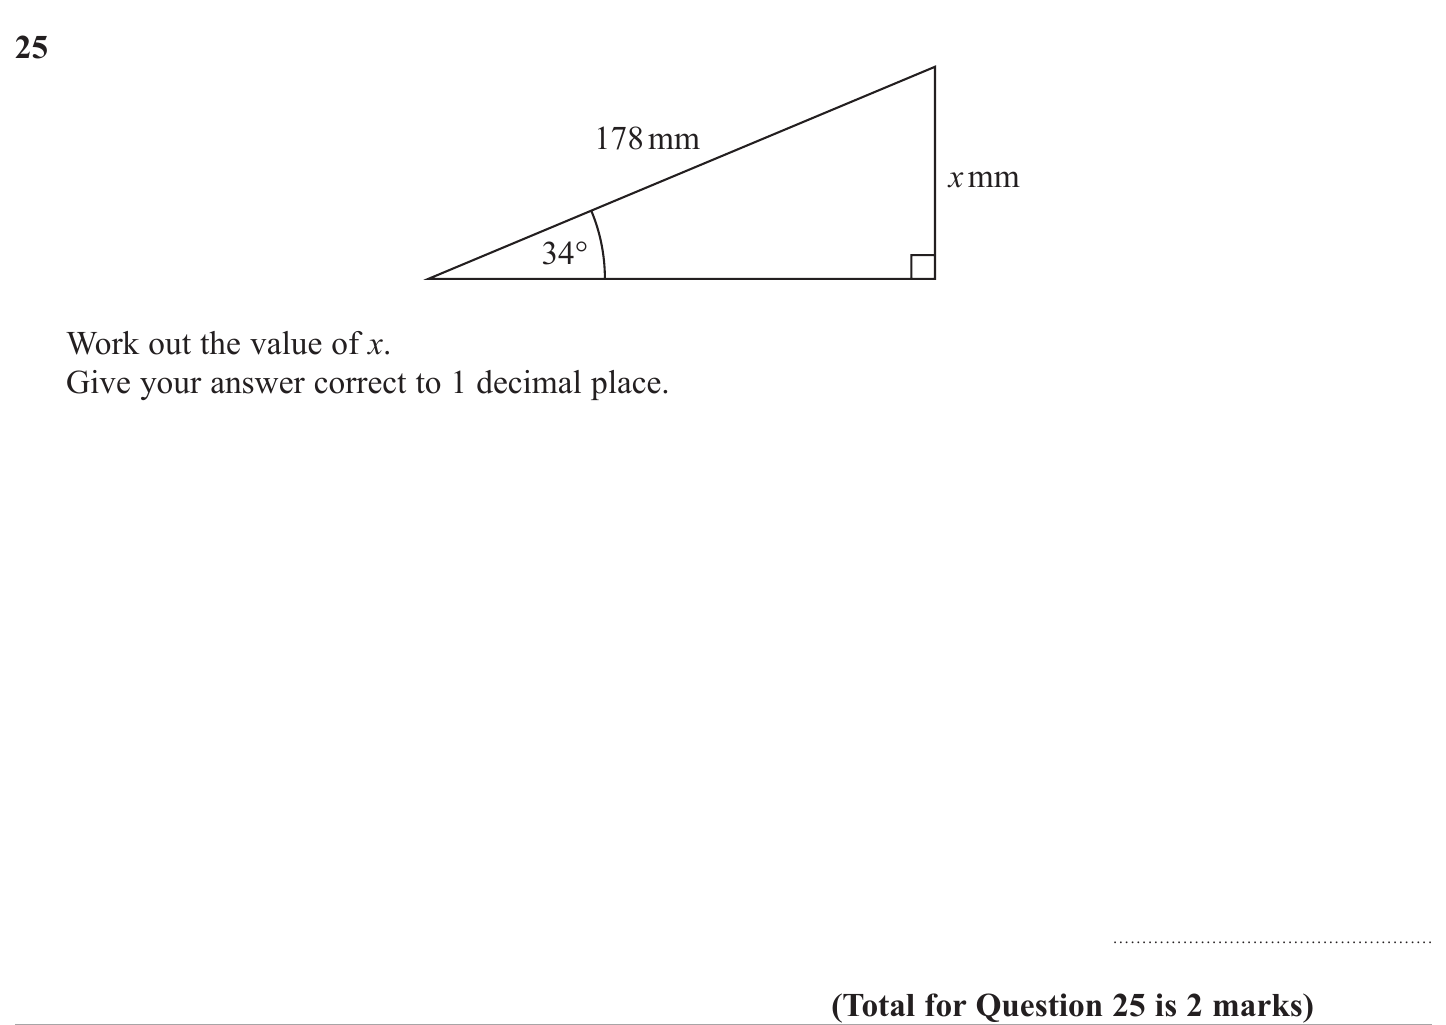 25
178 mm
x mm
34°
Work out the value of x.
Give your answer correct to 1 decimal place.
(Total for Question 25 is 2 marks)